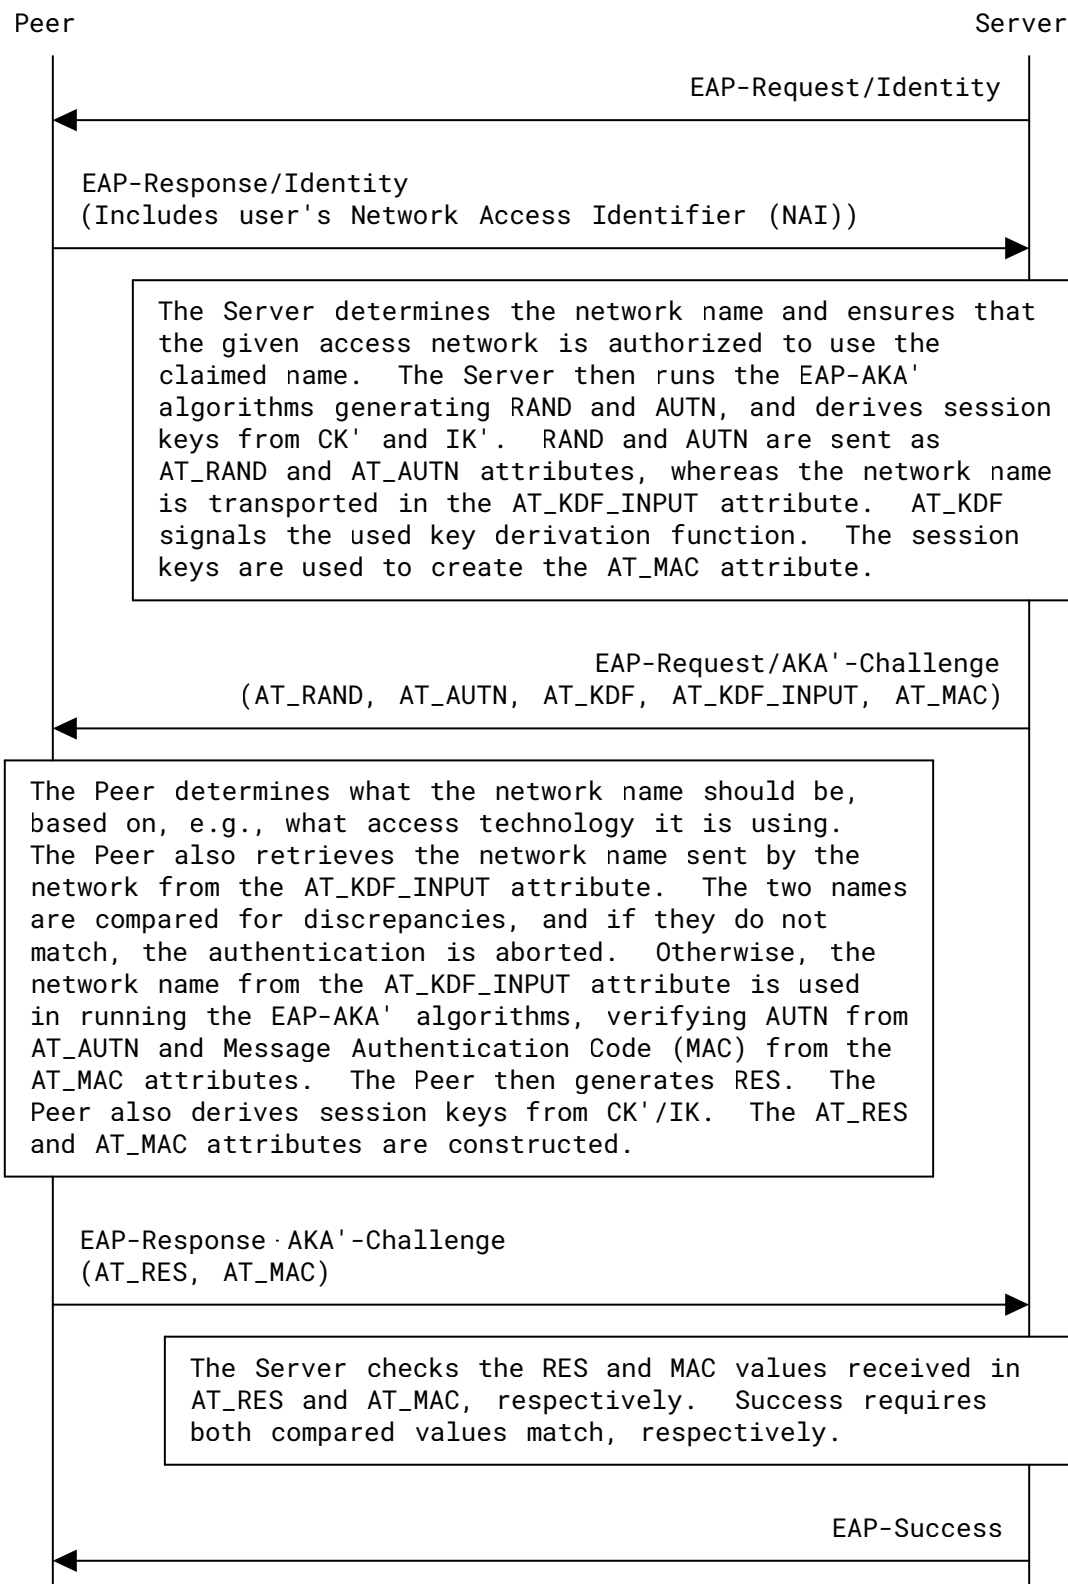 Peer Server
EAP-Request/Identity
EAP-Response/Identity
(Includes user's Network Access Identifier (NAI))
The Server determines the network name and ensures that
the given access network is authorized to use the
claimed name.  The Server then runs the EAP-AKA'
algorithms generating RAND and AUTN, and derives session
keys from CK' and IK'.  RAND and AUTN are sent as
AT_RAND and AT_AUTN attributes, whereas the network name
is transported in the AT_KDF_INPUT attribute.  AT_KDF
signals the used key derivation function.  The session
keys are used to create the AT_MAC attribute.
EAP-Request/AKA'-Challenge
(AT_RAND, AT_AUTN, AT_KDF, AT_KDF_INPUT, AT_MAC)
The Peer determines what the network name should be,
based on, e.g., what access technology it is using.
The Peer also retrieves the network name sent by the
network from the AT_KDF_INPUT attribute.  The two names
are compared for discrepancies, and if they do not
match, the authentication is aborted.  Otherwise, the
network name from the AT_KDF_INPUT attribute is used
in running the EAP-AKA' algorithms, verifying AUTN from
AT_AUTN and Message Authentication Code (MAC) from the
AT_MAC attributes.  The Peer then generates RES.  The
Peer also derives session keys from CK'/IK.  The AT_RES
and AT_MAC attributes are constructed.
EAP-Response·AKA'-Challenge
(AT_RES, AT_MAC)
The Server checks the RES and MAC values received in
AT_RES and AT_MAC, respectively.  Success requires
both compared values match, respectively.
EAP-Success